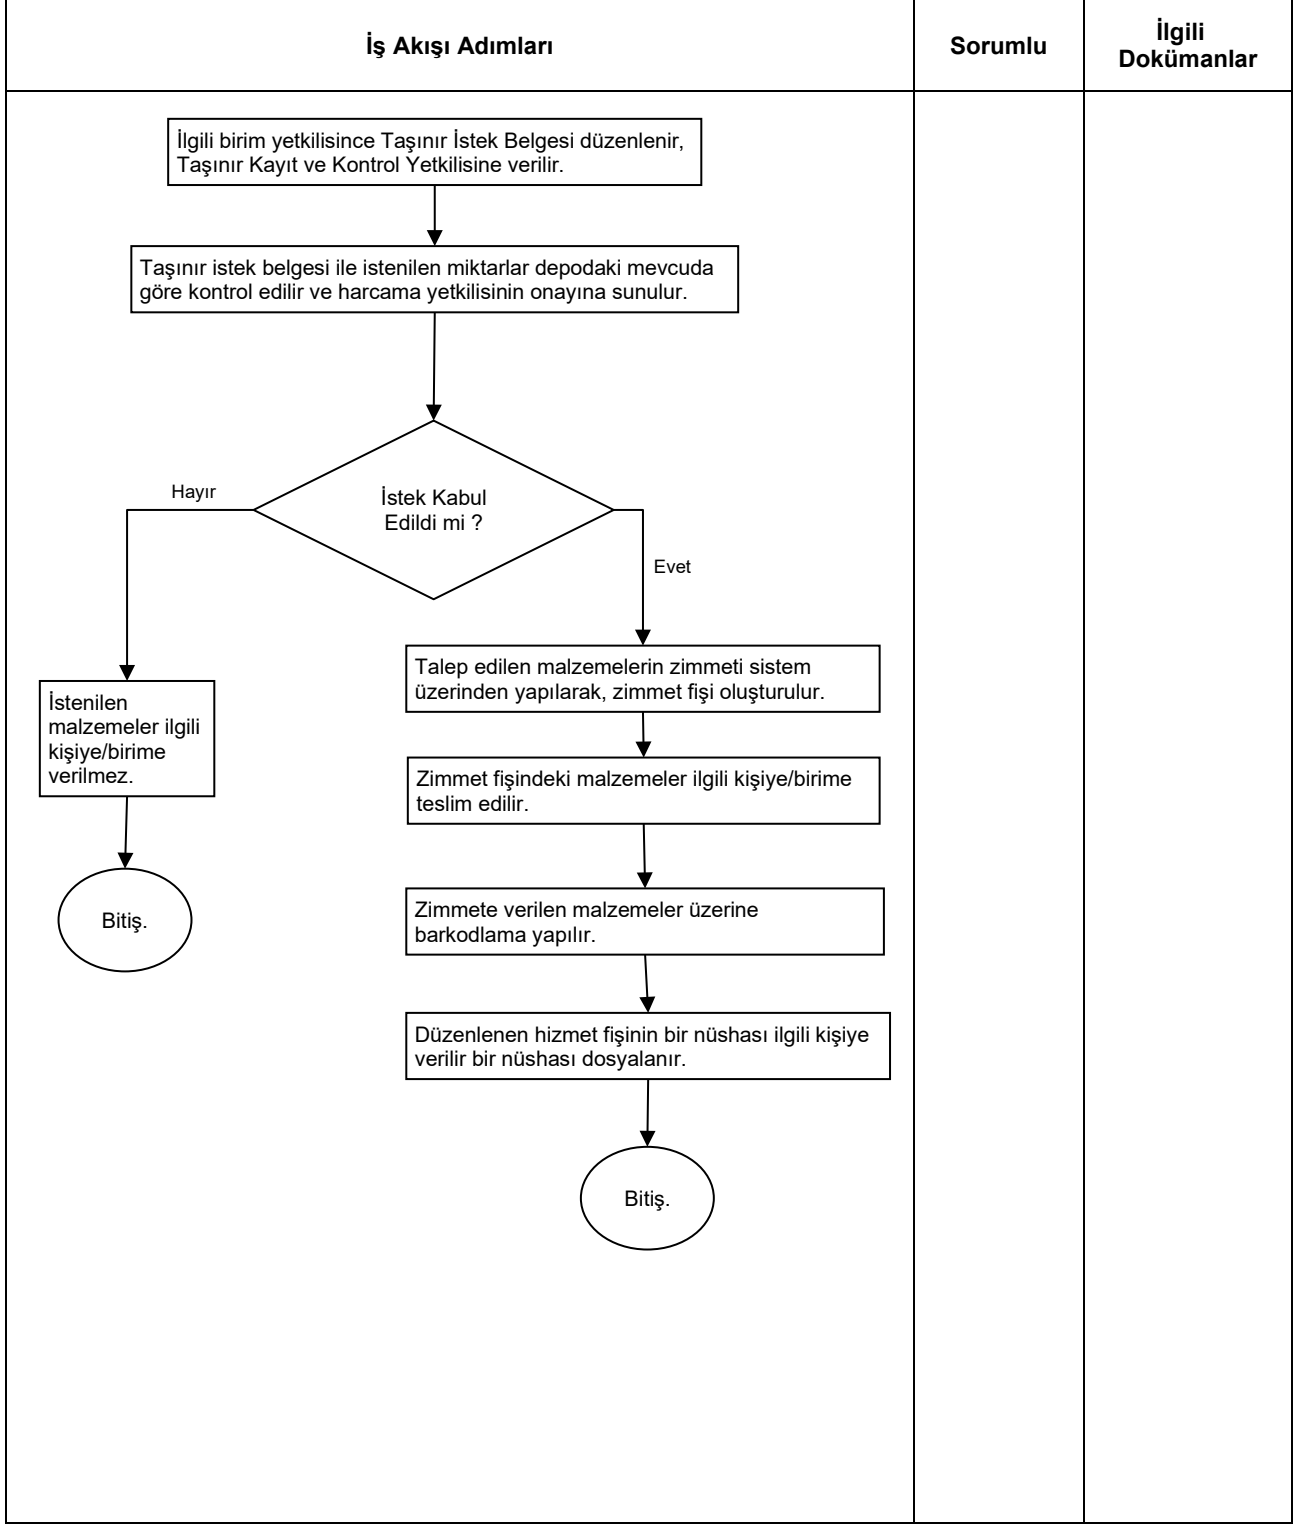 İş Akışı Adımları
Sorumlu
İlgili
Dokümanlar
İlgili birim yetkilisince Taşınır İstek Belgesi düzenlenir,
Taşınır Kayıt ve Kontrol Yetkilisine verilir.
Taşınır istek belgesi ile istenilen miktarlar depodaki mevcuda
göre kontrol edilir ve harcama yetkilisinin onayına sunulur.
Hayır
İstek Kabul
Edildi mi ?
Evet
Talep edilen malzemelerin zimmeti sistem
üzerinden yapılarak, zimmet fişi oluşturulur.
İstenilen
malzemeler ilgili
kişiye/birime
verilmez.
Zimmet fişindeki malzemeler ilgili kişiye/birime
teslim edilir.
Bitiş.
Zimmete verilen malzemeler üzerine
barkodlama yapılır.
Düzenlenen hizmet fişinin bir nüshası ilgili kişiye
verilir bir nüshası dosyalanır.
Bitiş.